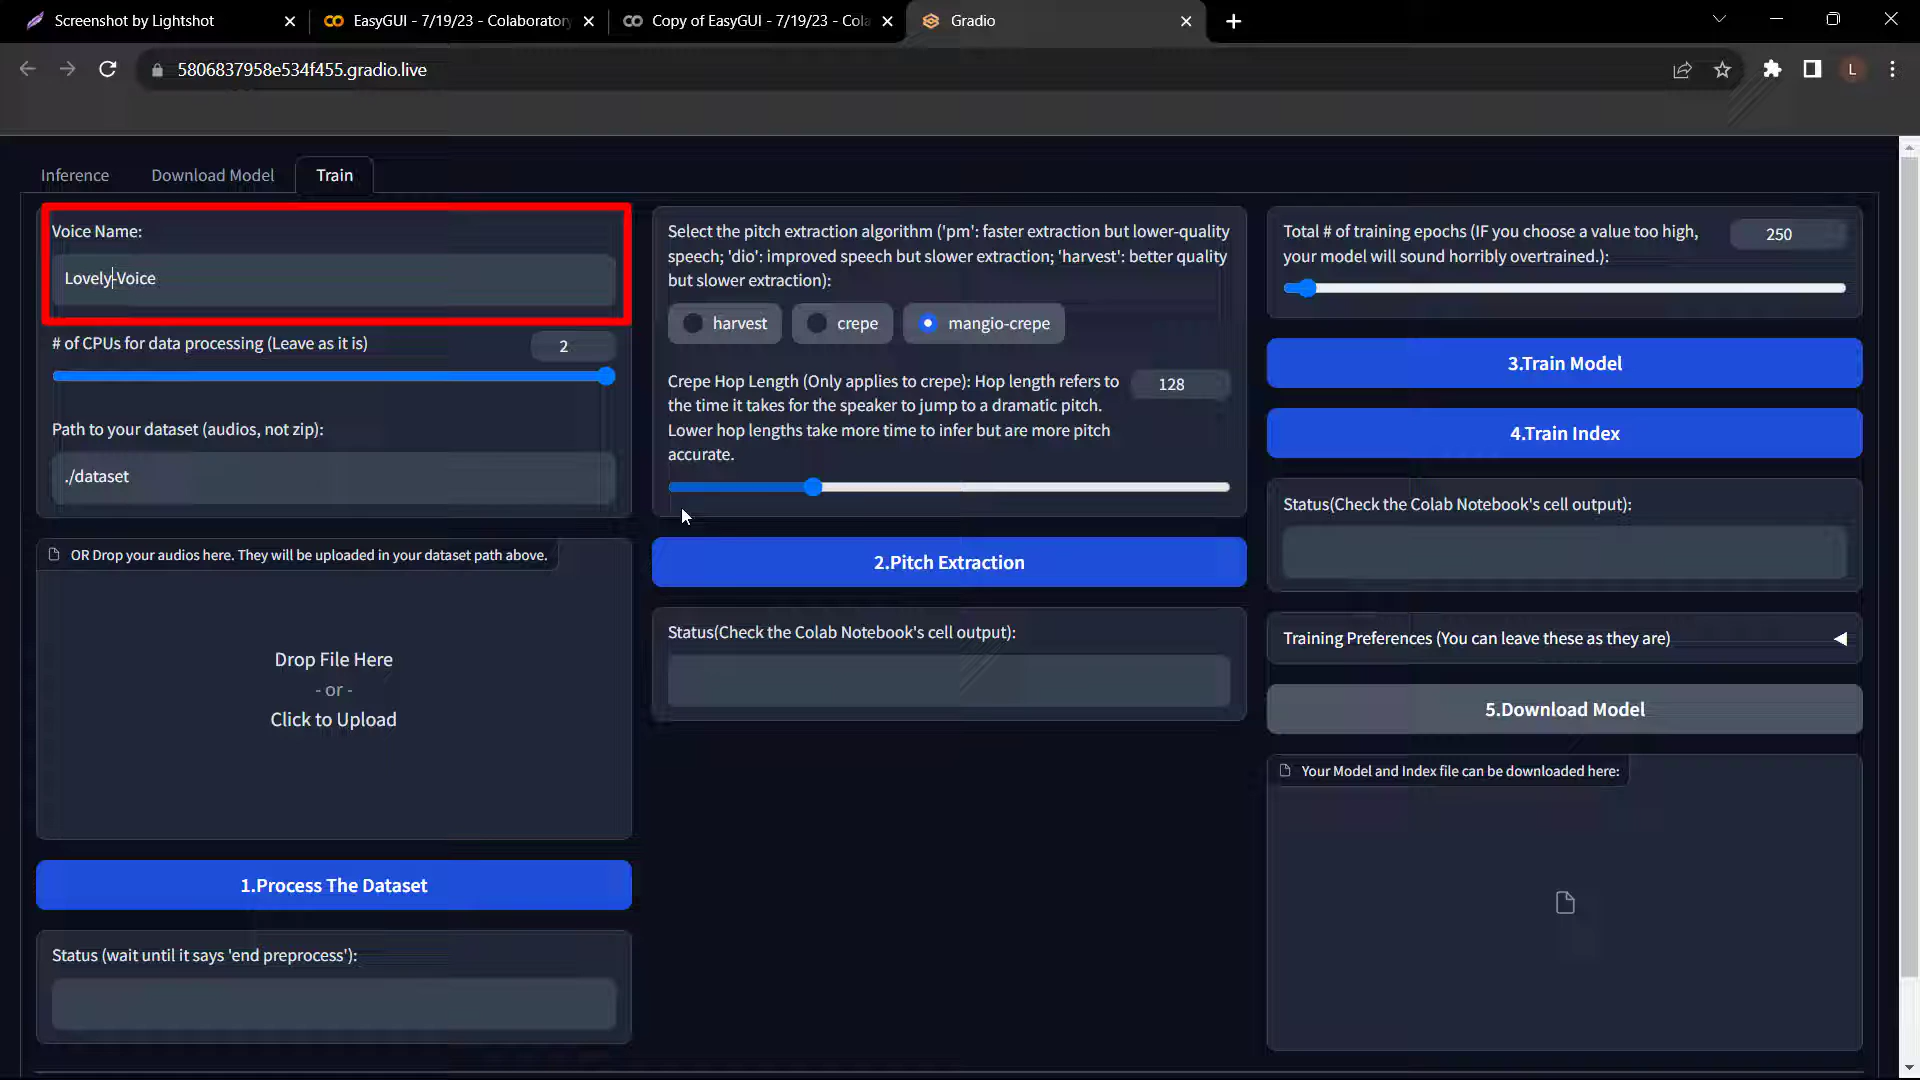 Screenshot by Lightshot
EasyGUI - 7/19/23 - Colaboratory
Copy of EasyGUI - 7/19/23 - Cola
Gradio
5806837958e534f455.gradio.live
L
Inference
Download Model
Train
Voice Name:
Lovely-Voice
# of CPUs for data processing (Leave as it is)
2
Path to your dataset (audios, not zip):
./dataset
OR Drop your audios here. They will be uploaded in your dataset path above.
Drop File Here
- or -
Click to Upload
1.Process The Dataset
Status (wait until it says 'end preprocess'):
Select the pitch extraction algorithm ('pm': faster extraction but lower-quality
speech; 'dio': improved speech but slower extraction; 'harvest': better quality
but slower extraction):
harvest
crepe
mangio-crepe
Crepe Hop Length (Only applies to crepe): Hop length refers to
the time it takes for the speaker to jump to a dramatic pitch.
Lower hop lengths take more time to infer but are more pitch
accurate.
128
2.Pitch Extraction
Status(Check the Colab Notebook's cell output):
Total # of training epochs (IF you choose a value too high,
your model will sound horribly overtrained.):
250
3.Train Model
4.Train Index
Status(Check the Colab Notebook's cell output):
Training Preferences (You can leave these as they are)
5.Download Model
Your Model and Index file can be downloaded here: